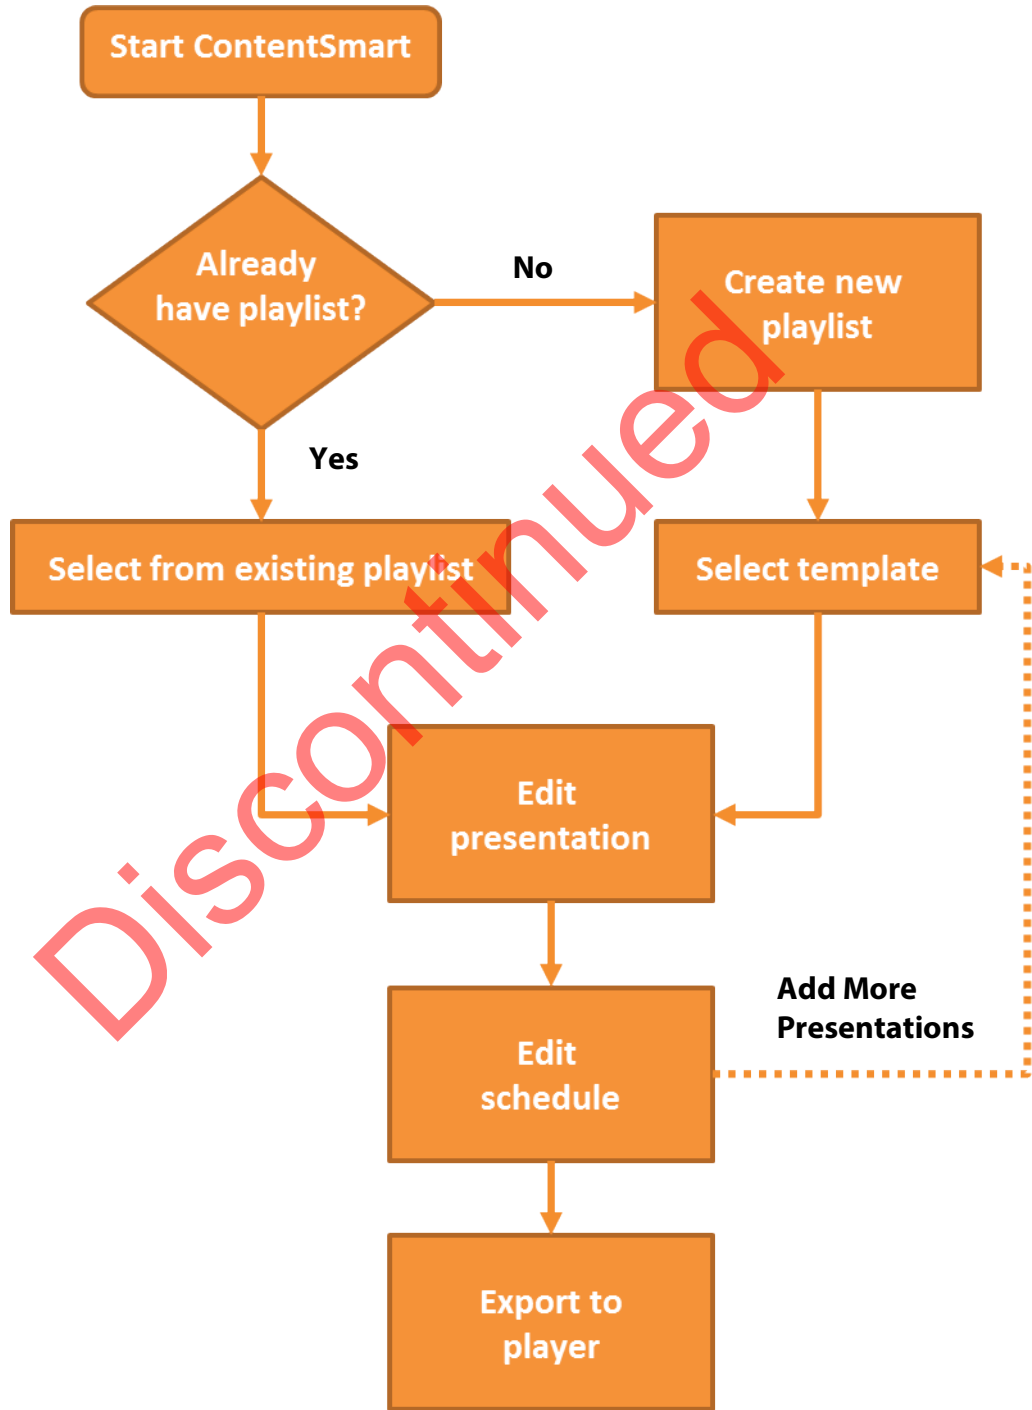 Start ContentSmart
Already
have playlist?
No
Create new
playlist
Yes
Select from existing playlist
Select template
Edit
presentation
Add More
Presentations
Edit
schedule
Export to
player
Discontinued